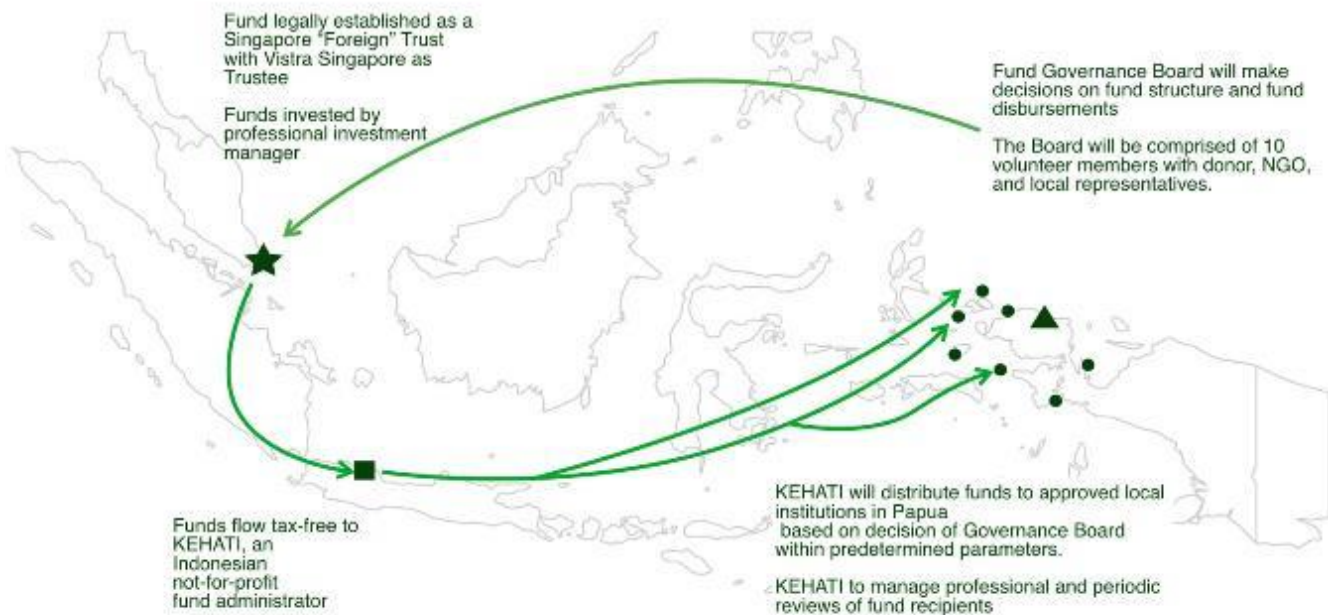 Fund legally established as a
Singapore "Foreign" Trust
with Vistra Singapore as
Trustee
Funds invested by
professional investment
manager
Fund Governance Board will make
decisions on fund structure and fund
disbursements
The Board will be comprised of 10
volunteer members with donor, NGO,
and local representatives.
Funds flow tax-free to
KEHATI, an
Indonesian
not-for-profit
fund administrator
KEHATI will distribute funds to approved local
institutions in Papua
based on decision of Governance Board
within predetermined parameters.
KEHATI to manage professional and periodic
reviews of fund recipients